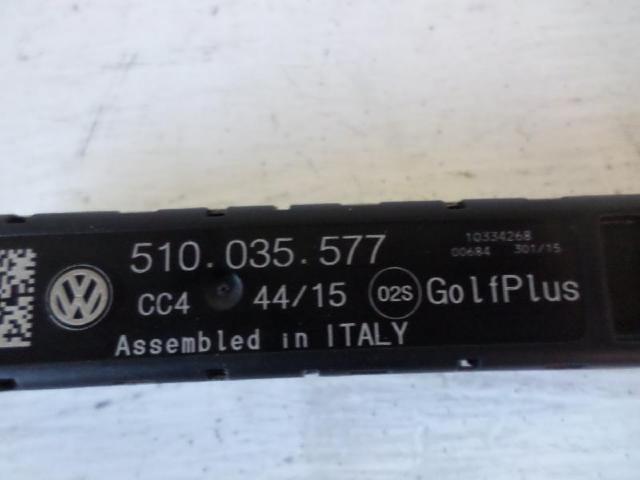 510.035.577
10334268
00684 301/15
CC4 44/15 02S GolfPlus
Assembled in ITALY